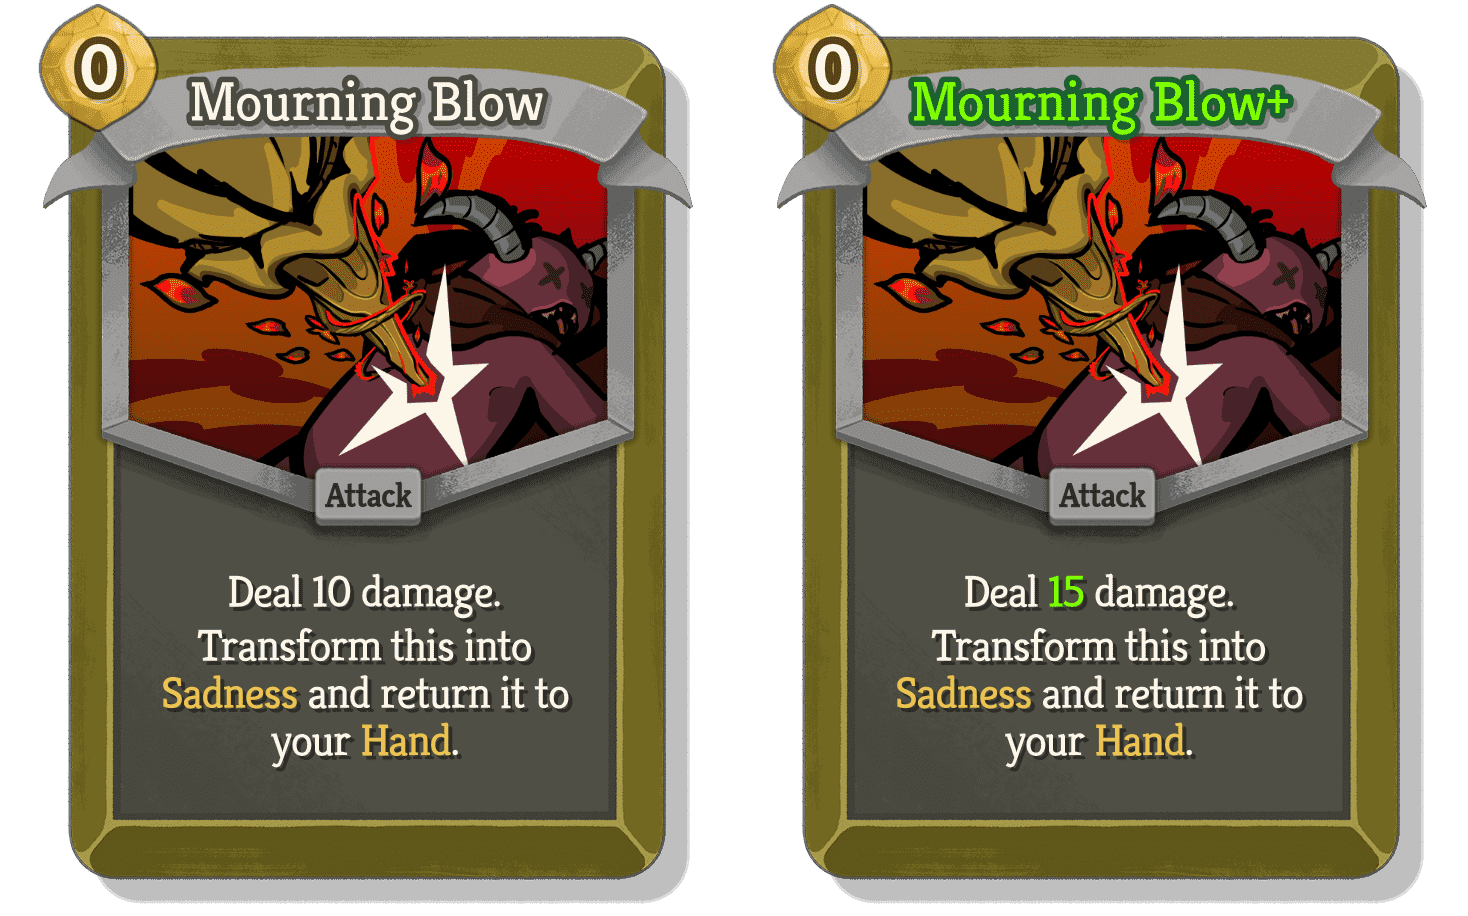 0
Mourning Blow
Attack
Deal 10 damage.
Transform this into
Sadness and return it to
your Hand.
0
Mourning Blow+
Attack
Deal 15 damage.
Transform this into
Sadness and return it to
your Hand.